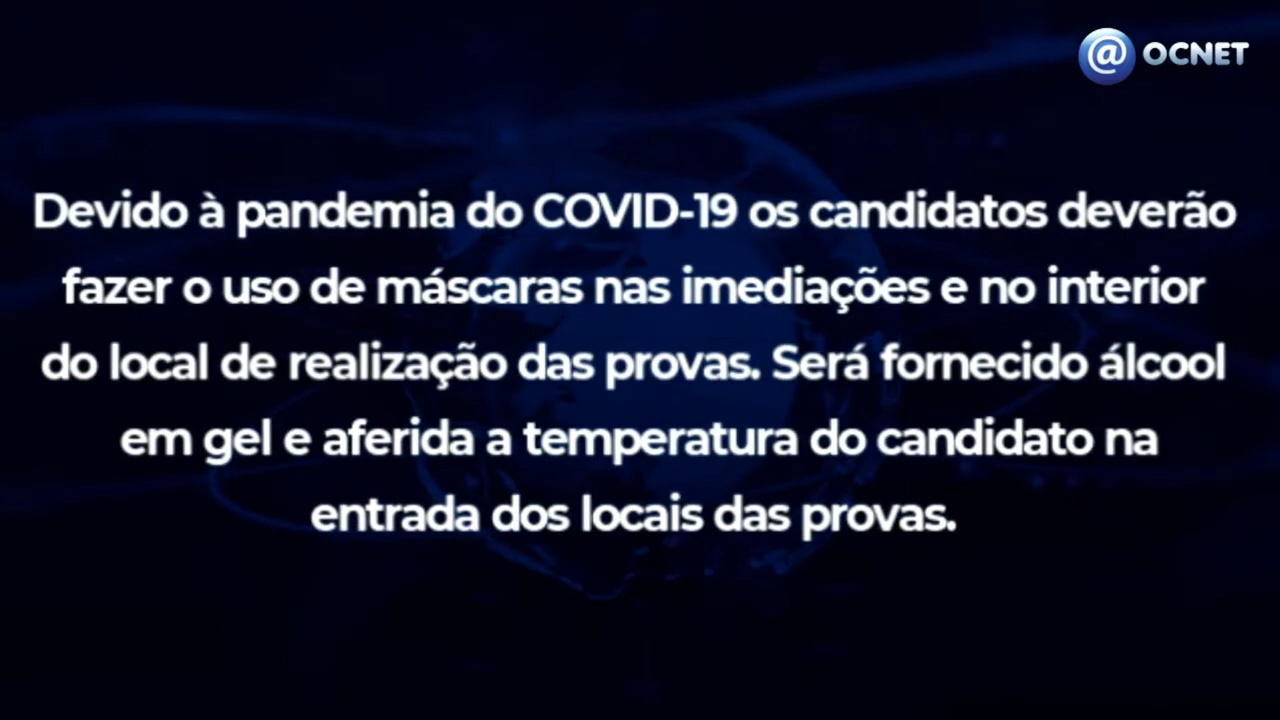 @ OCNET
Devido à pandemia do COVID-19 os candidatos deverão
fazer o uso de máscaras nas imediações e no interior
do local de realização das provas. Será fornecido álcool
em gel e aferida a temperatura do candidato na
entrada dos locais das provas.